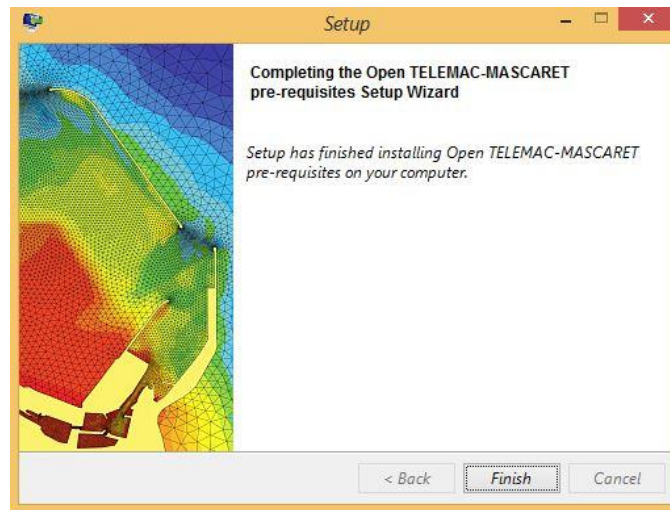 Setup
Completing the Open TELEMAC-MASCARET
pre-requisites Setup Wizard
Setup has finished installing Open TELEMAC-MASCARET
pre-requisites on your computer.
< Back
Finish
Cancel